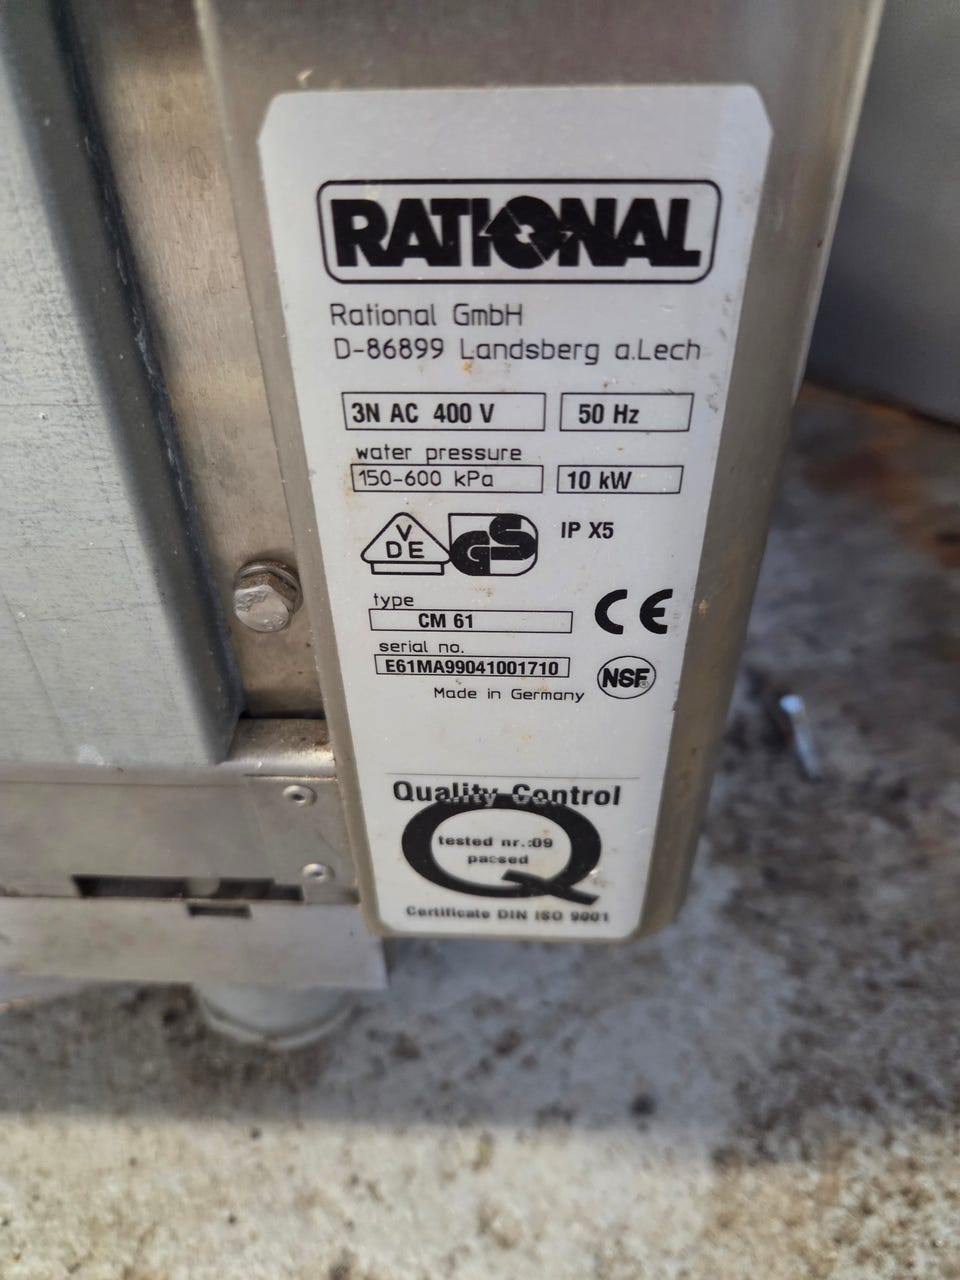 RATIONAL
Rational GmbH
D-86899 Landsberg a.Lech
3N AC 400 V 50 Hz
water pressure
150-600 kPa 10 kW
VDE GS IP X5
type
CM 61 CE
serial no.
E61MA99041001710 NSF®
Made in Germany
Quality Control
tested nr.:09
passed
Certificate DIN ISO 9001